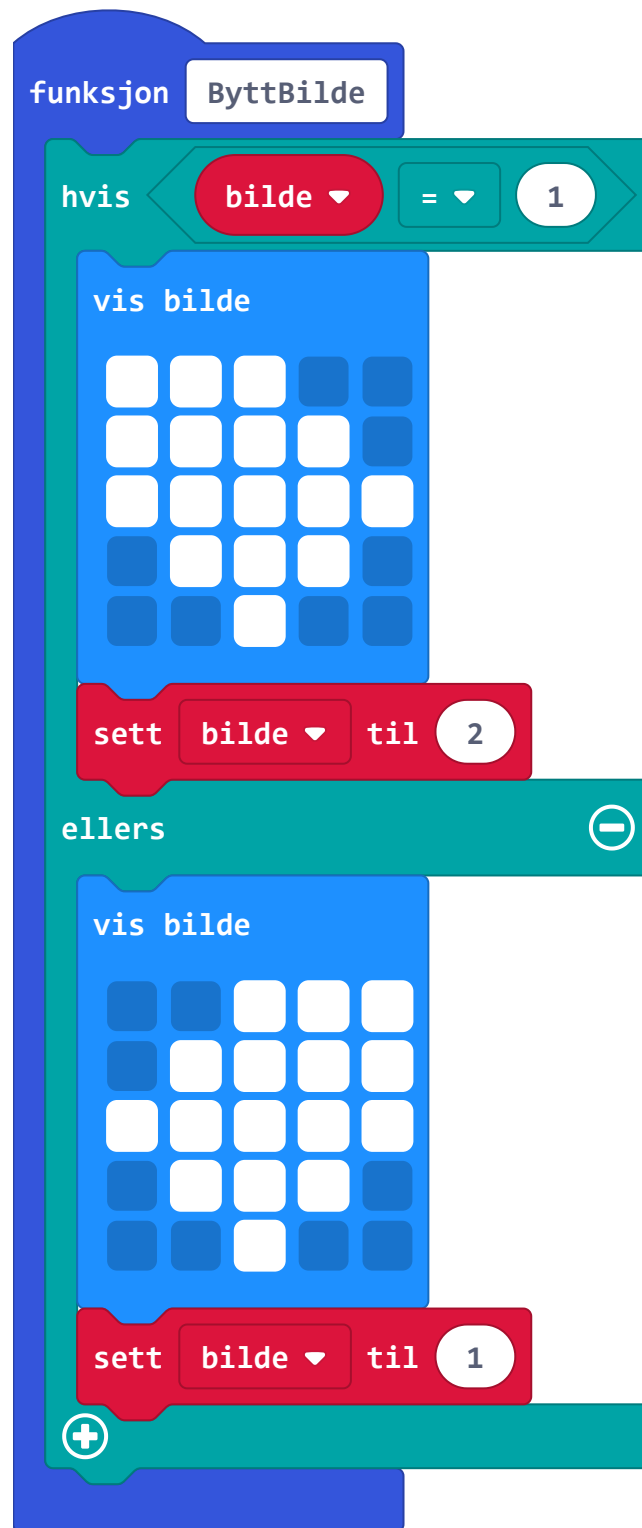 funksjon ByttBilde
hvis bilde = 1
vis bilde
sett bilde til 2
ellers
vis bilde
sett bilde til 1